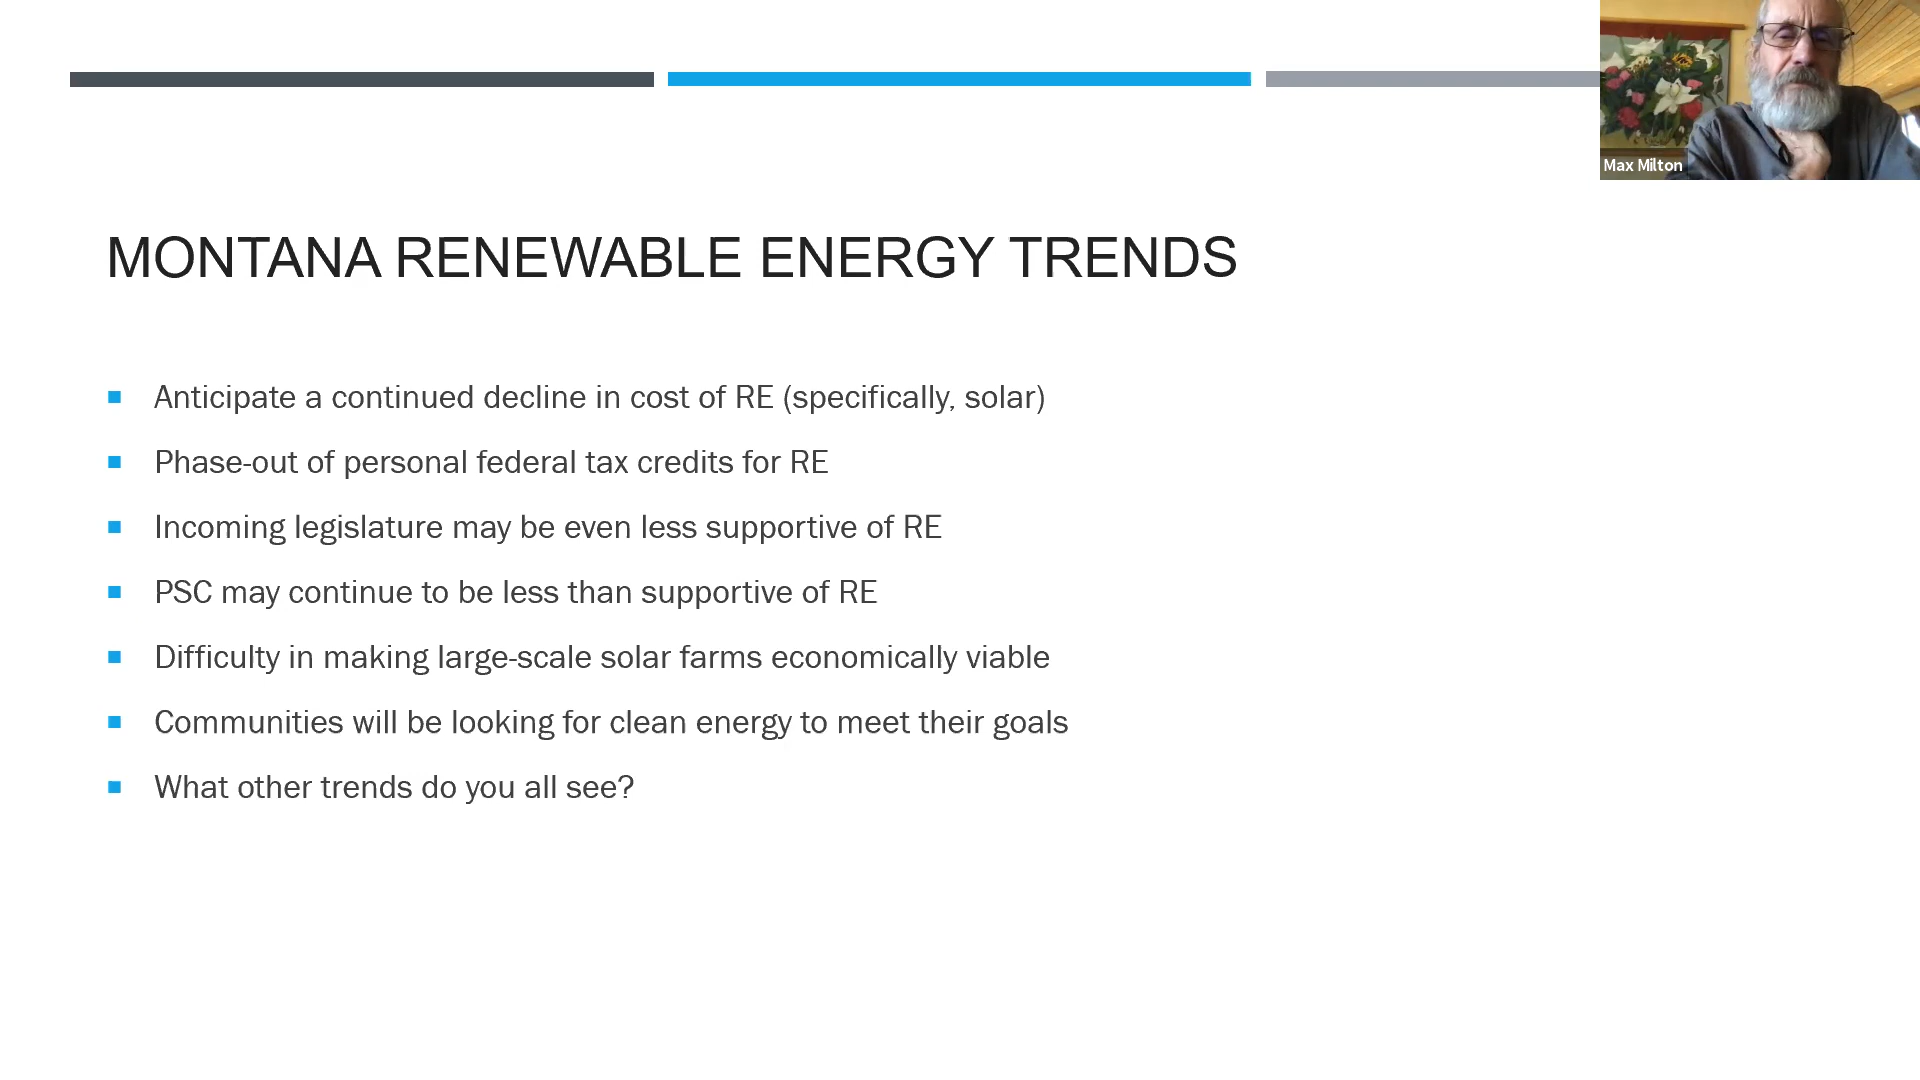 Max Milton
MONTANA RENEWABLE ENERGY TRENDS
Anticipate a continued decline in cost of RE (specifically, solar)
Phase-out of personal federal tax credits for RE
Incoming legislature may be even less supportive of RE
PSC may continue to be less than supportive of RE
Difficulty in making large-scale solar farms economically viable
Communities will be looking for clean energy to meet their goals
What other trends do you all see?